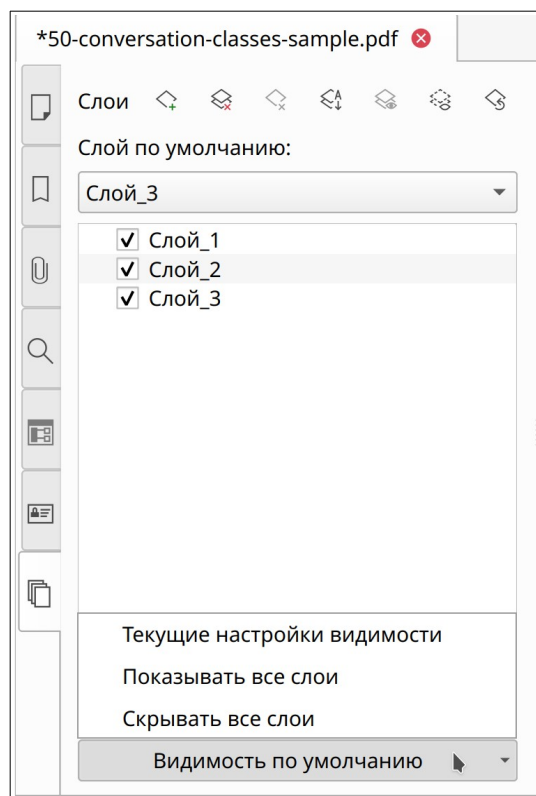 *50-conversation-classes-sample.pdf
Слои
Слой по умолчанию:
Слой_3
Слой_1
Слой_2
Слой_3
Текущие настройки видимости
Показывать все слои
Скрывать все слои
Видимость по умолчанию